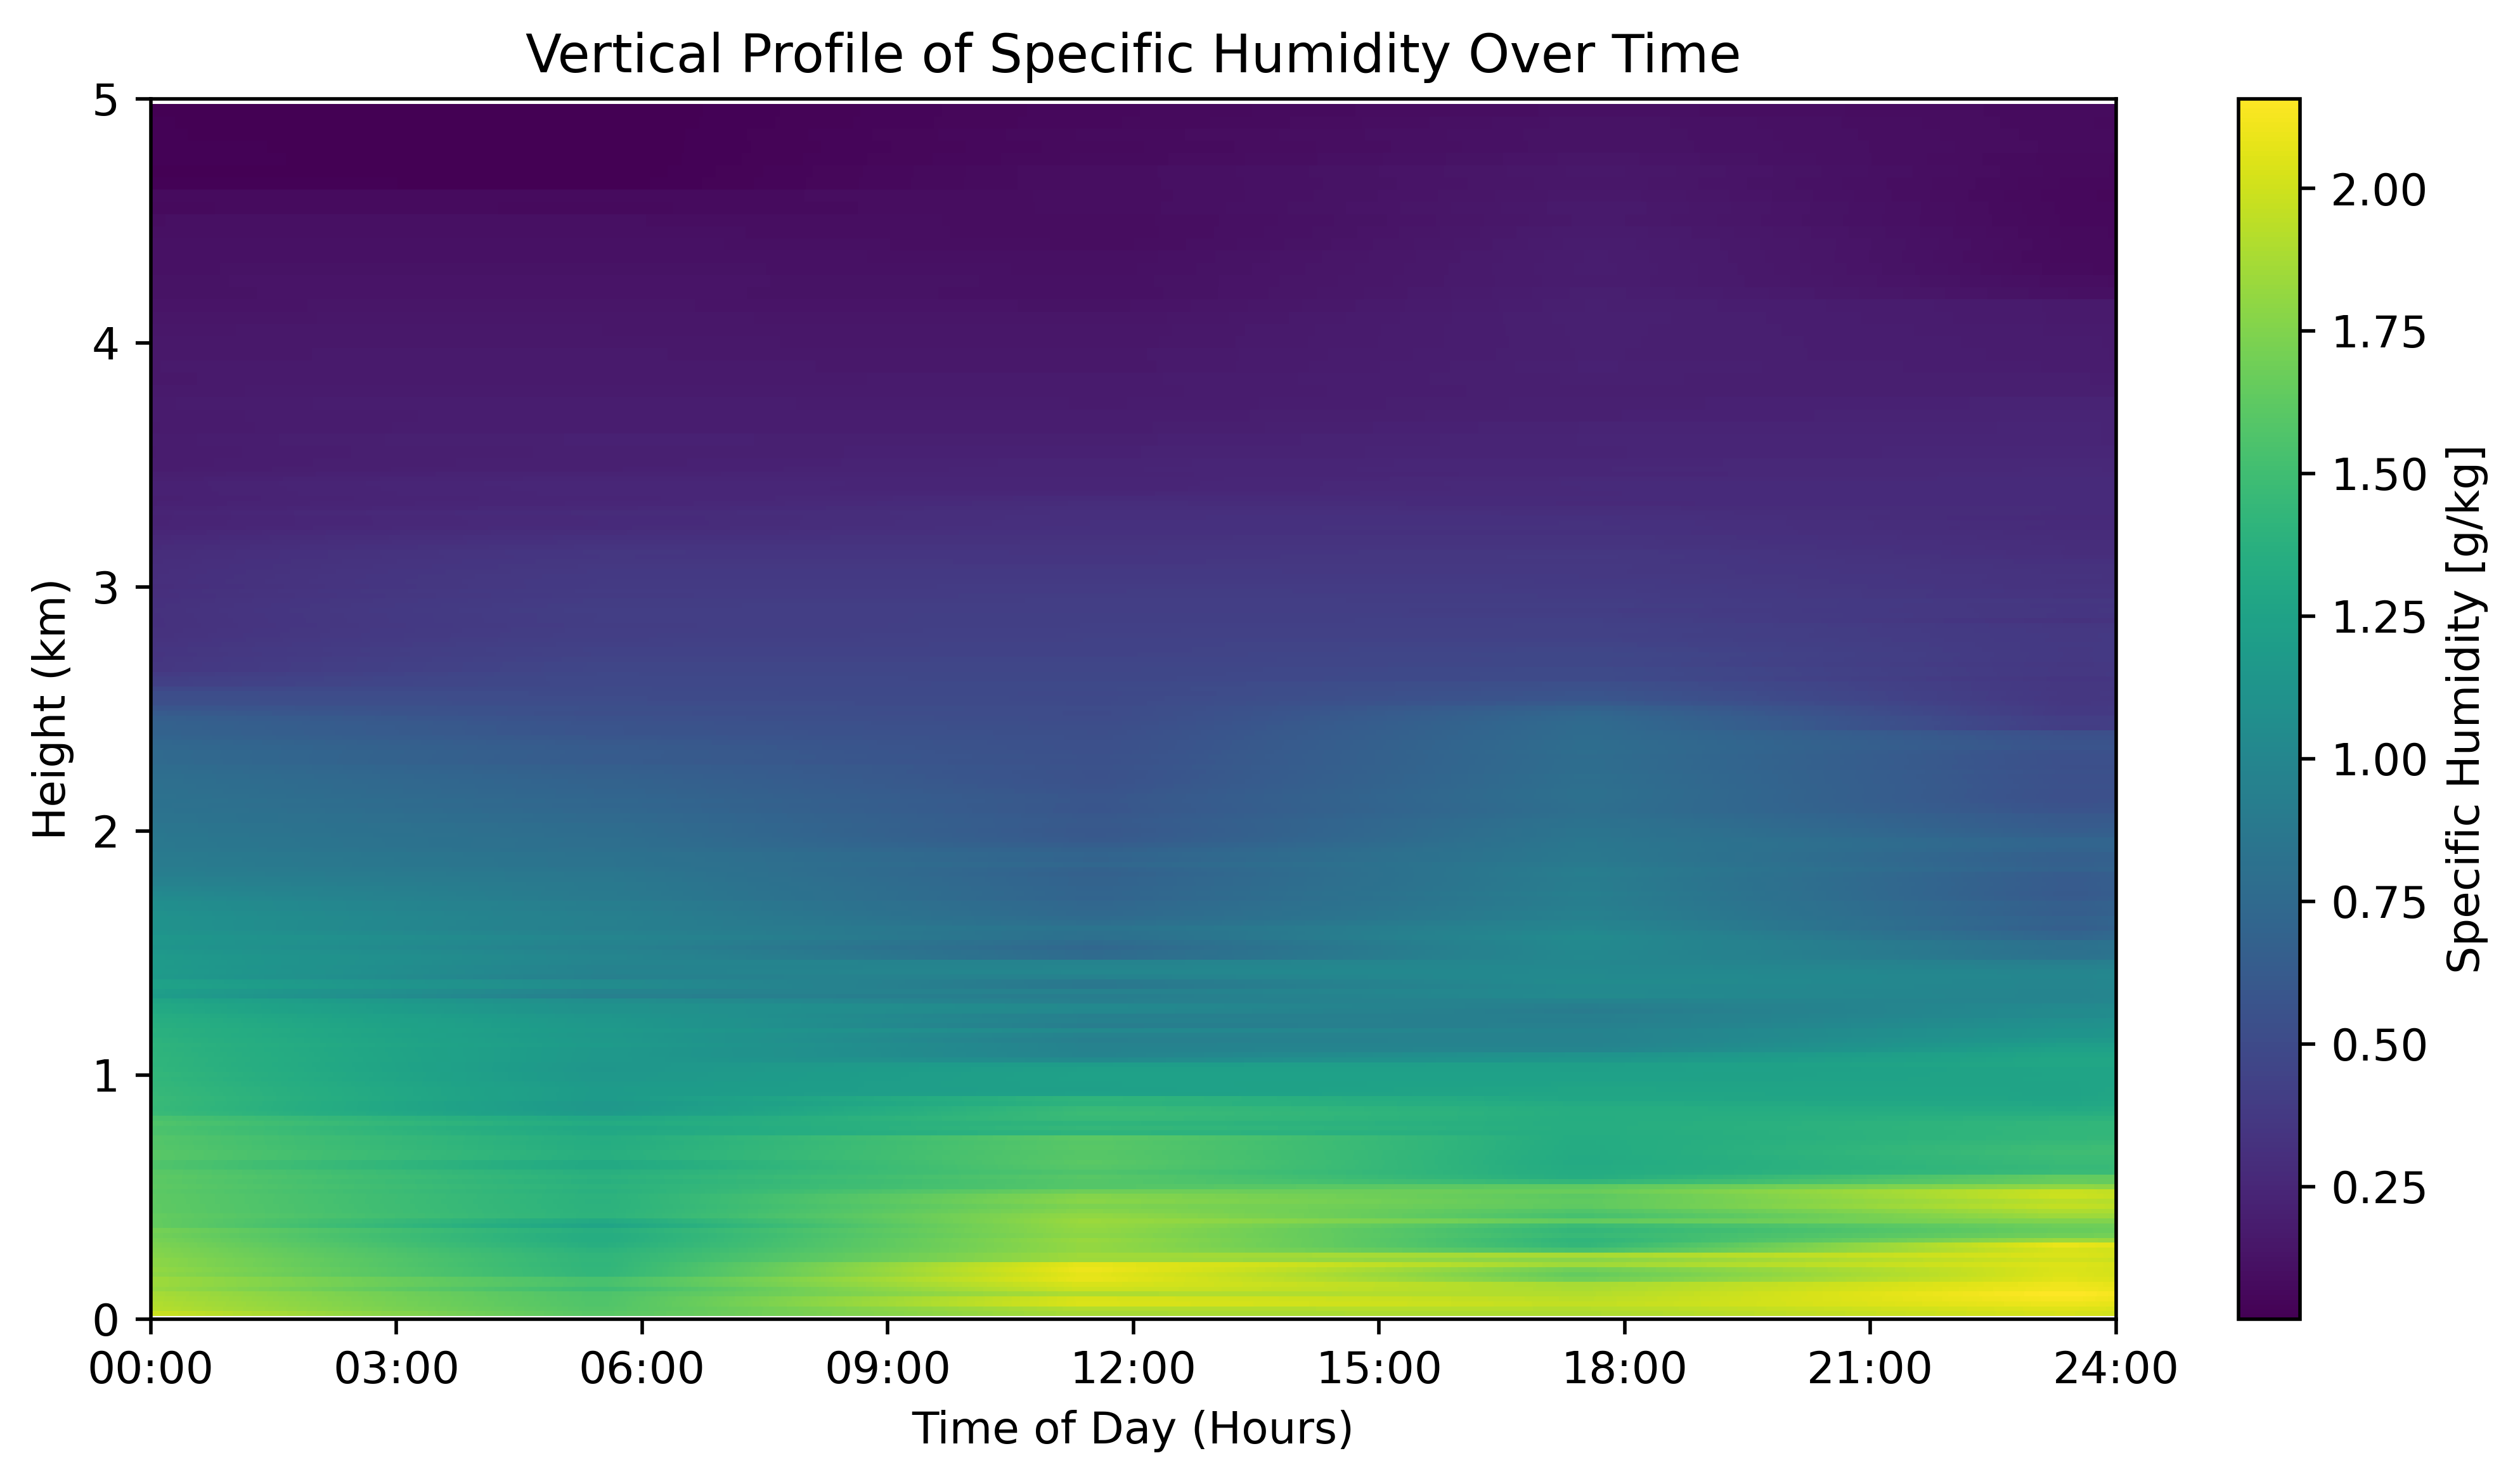 Vertical Profile of Specific Humidity Over Time
5
4
3
2
1
0
Height (km)
00:00 03:00 06:00 09:00 12:00 15:00 18:00 21:00 24:00
Time of Day (Hours)
2.00
1.75
1.50
1.25
1.00
0.75
0.50
0.25
Specific Humidity [g/kg]